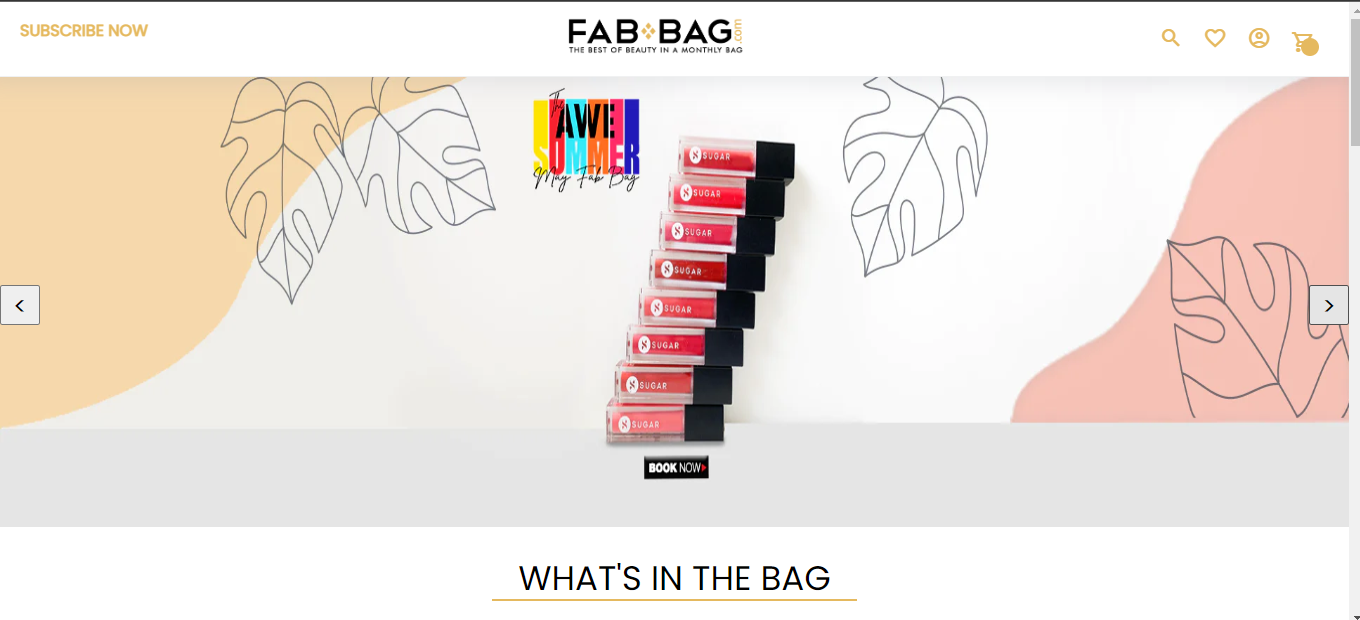 SUBSCRIBE NOW
FAB BAG.com
THE BEST OF BEAUTY IN A MONTHLY BAG
The
AWE
SOMMER
May Fab Bag
SUGAR
SUGAR
SUGAR
SUGAR
SUGAR
SUGAR
SUGAR
SUGAR
BOOK NOW
WHAT'S IN THE BAG